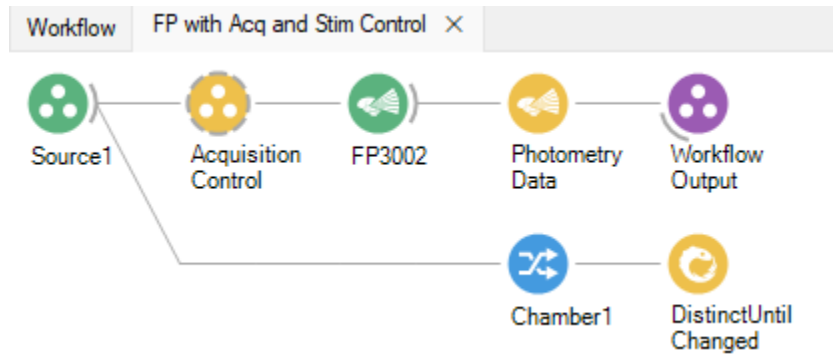 Workflow
FP with Acq and Stim Control
Source1
Acquisition
Control
FP3002
Photometry
Data
Workflow
Output
Chamber1
DistinctUntil
Changed